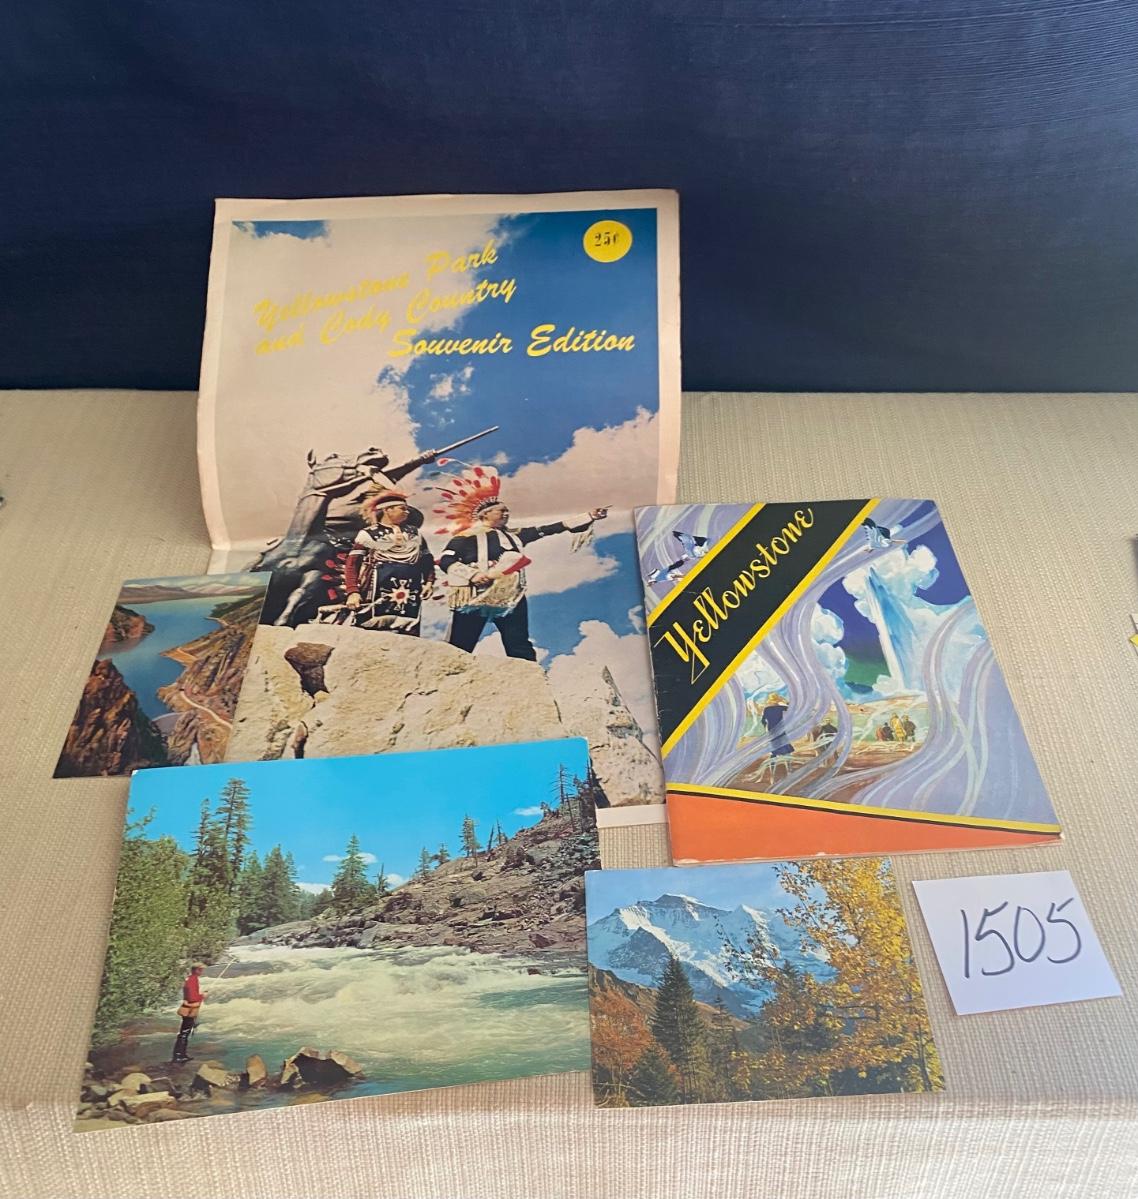 25¢
Yellowstone Park
and Cody Country
Souvenir Edition
Yellowstone
1505